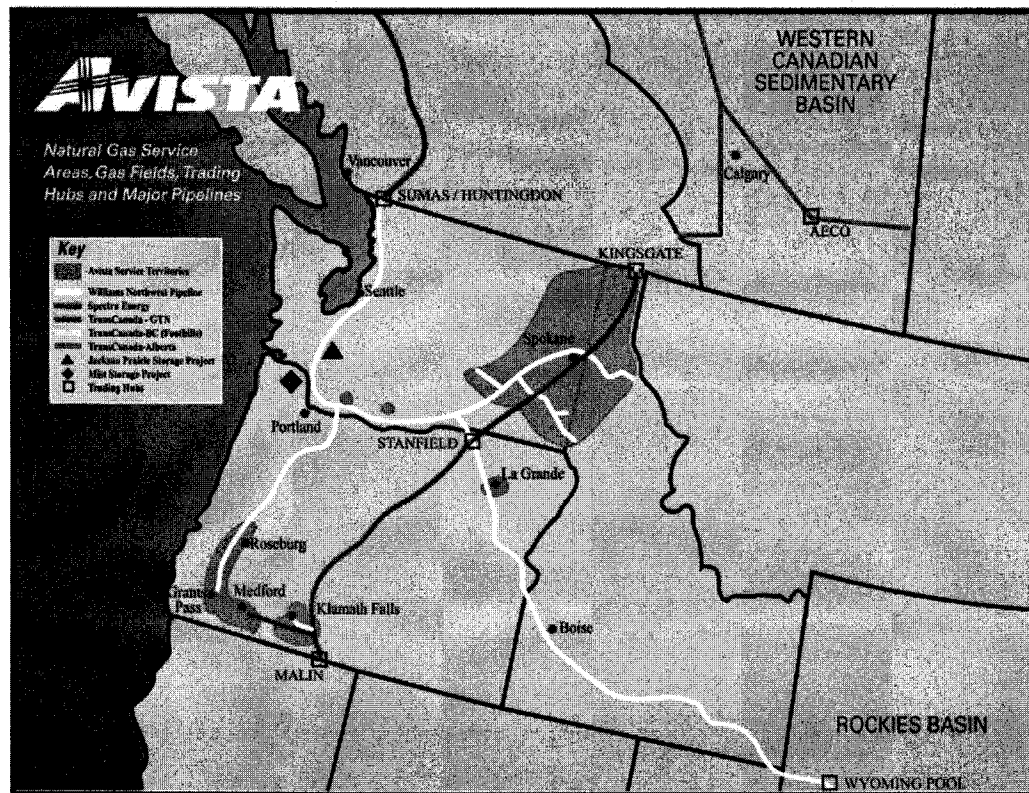 AVISTA
Natural Gas Service
Areas, Gas Fields, Trading
Hubs and Major Pipelines
Key
Avista Service Territories
Williams Northwest Pipeline
Spectra Energy
TransCanada - GTN
TransCanada-BC (Foothills)
TransCanada-Alberta
Jackson Prairie Storage Project
Mist Storage Project
Trading Hubs
WESTERN
CANADIAN
SEDIMENTARY
BASIN
Vancouver
Calgary
SUMAS / HUNTINGDON
AECO
KINGSGATE
Seattle
Spokane
Portland
STANFIELD
La Grande
Roseburg
Grants
Pass
Medford
Klamath Falls
Boise
MALIN
ROCKIES BASIN
WYOMING POOL